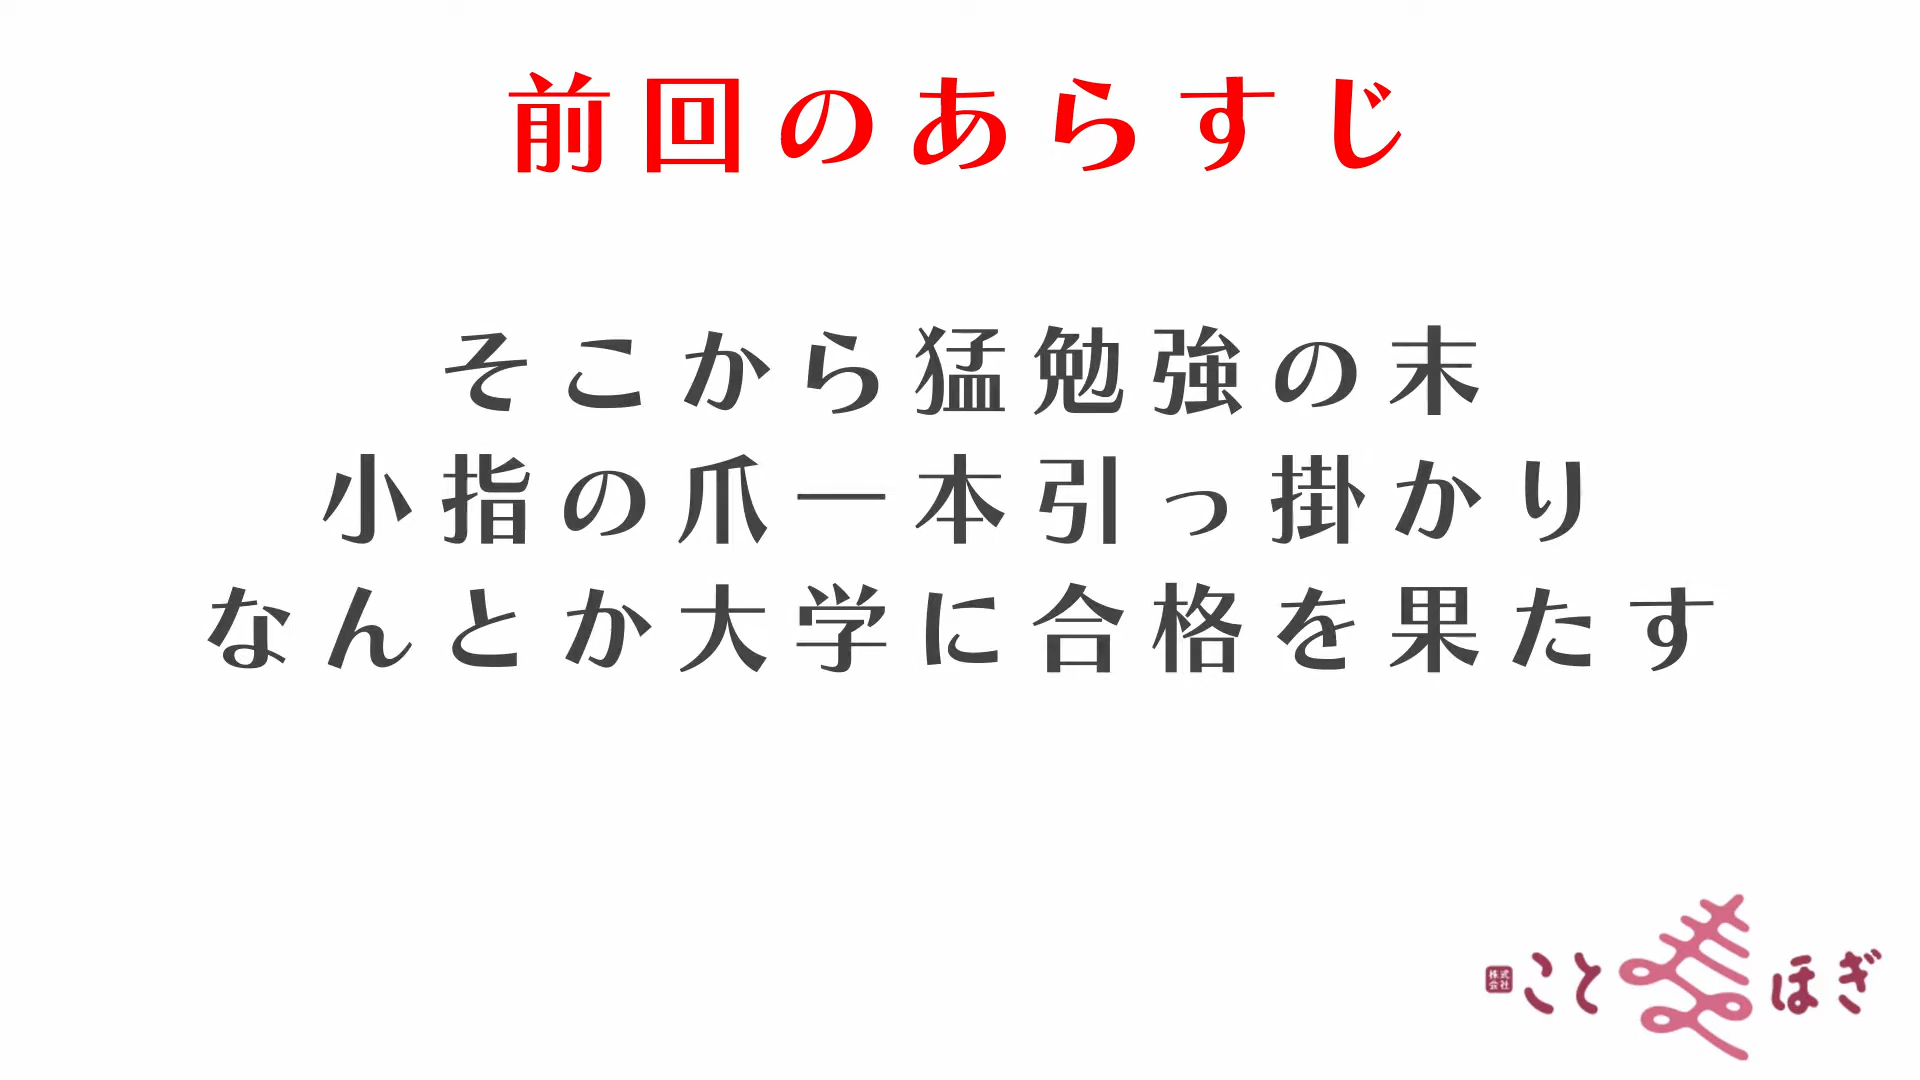 前回のあらすじ
そこから猛勉強の末
小指の爪一本引っ掛かり
なんとか大学に合格を果たす
株式会社 ことほぎ